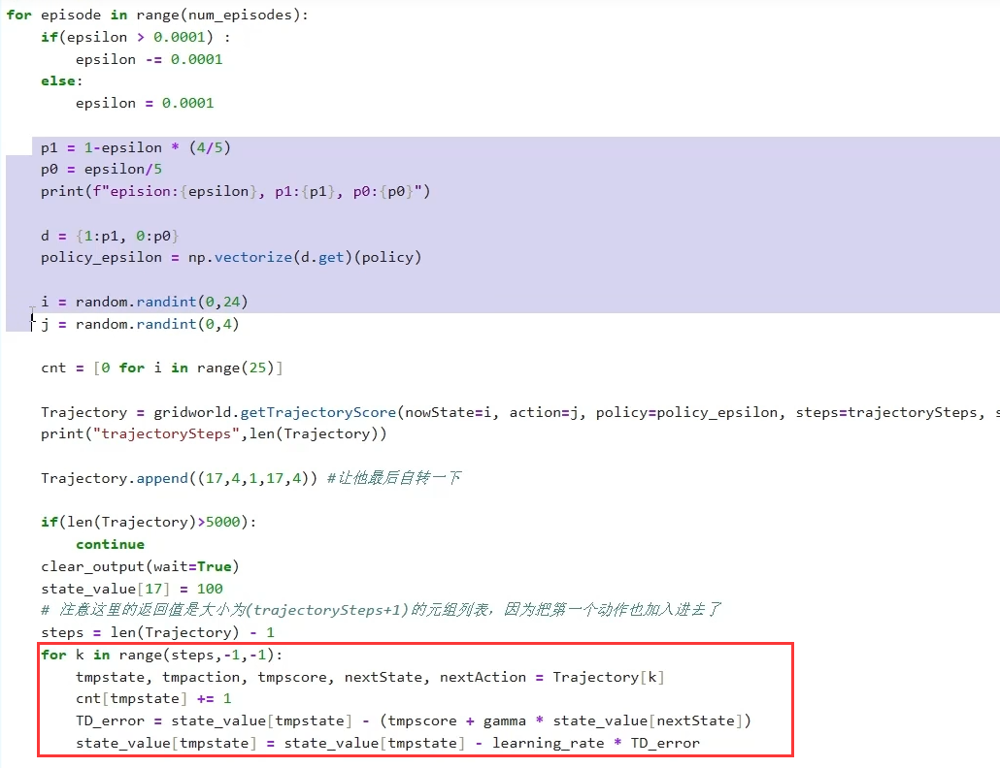 for episode in range(num_episodes):
    if(epsilon > 0.0001) :
        epsilon -= 0.0001
    else:
        epsilon = 0.0001
    p1 = 1-epsilon * (4/5)
    p0 = epsilon/5
    print(f"epision:{epsilon}, p1:{p1}, p0:{p0}")
    d = {1:p1, 0:p0}
    policy_epsilon = np.vectorize(d.get)(policy)
    i = random.randint(0,24)
    j = random.randint(0,4)
    cnt = [0 for i in range(25)]
    Trajectory = gridworld.getTrajectoryScore(nowState=i, action=j, policy=policy_epsilon, steps=trajectorySteps, s
    print("trajectorySteps",len(Trajectory))
    Trajectory.append((17,4,1,17,4)) #让他最后自转一下
    if(len(Trajectory)>5000):
        continue
    clear_output(wait=True)
    state_value[17] = 100
    # 注意这里的返回值是大小为(trajectorySteps+1)的元组列表，因为把第一个动作也加入进去了
    steps = len(Trajectory) - 1
    for k in range(steps,-1,-1):
        tmpstate, tmpaction, tmpscore, nextState, nextAction = Trajectory[k]
        cnt[tmpstate] += 1
        TD_error = state_value[tmpstate] - (tmpscore + gamma * state_value[nextState])
        state_value[tmpstate] = state_value[tmpstate] - learning_rate * TD_error